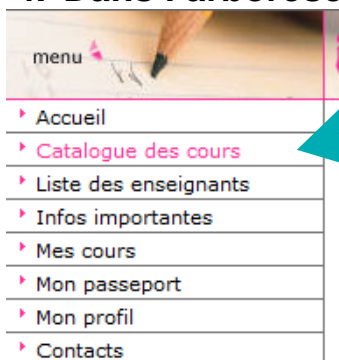 menu
Accueil
Catalogue des cours
Liste des enseignants
Infos importantes
Mes cours
Mon passeport
Mon profil
Contacts